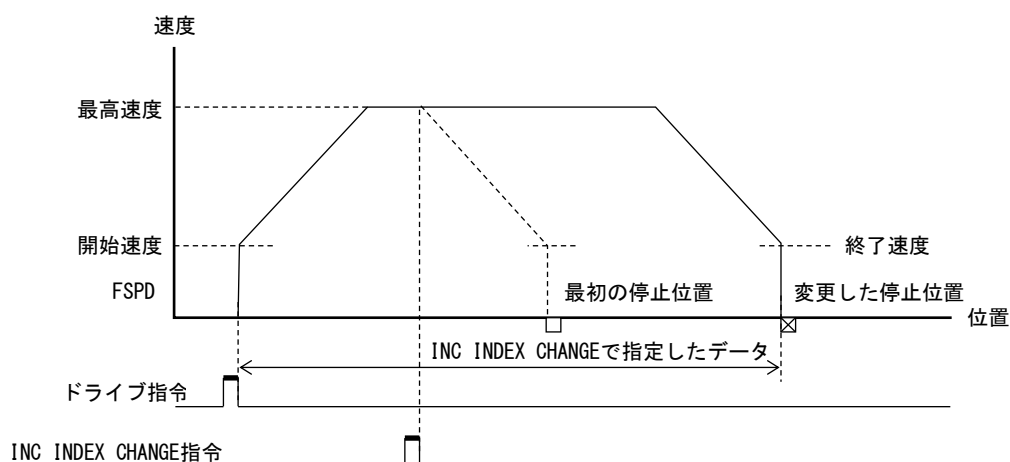 速度
最高速度
開始速度
終了速度
FSPD
最初の停止位置
変更した停止位置
位置
INC INDEX CHANGEで指定したデータ
ドライブ指令
INC INDEX CHANGE指令